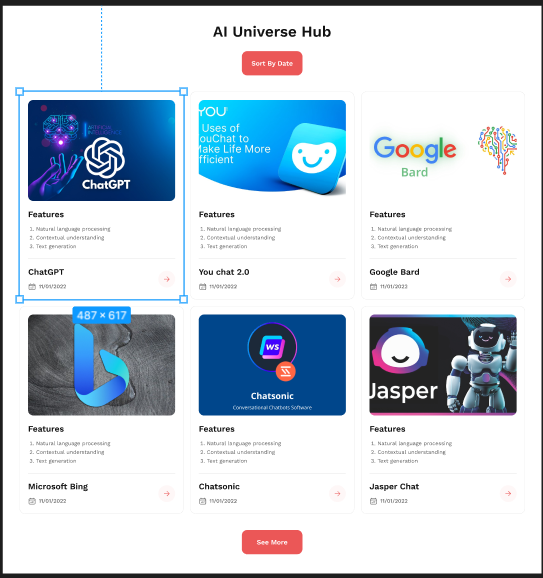 AI Universe Hub
Sort By Date
ARTIFICIAL
INTELLIGENCE
ChatGPT
Features
1. Natural language processing
2. Contextual understanding
3. Text generation
ChatGPT
11/01/2022
YOU
Uses of
ouChat to
ake Life More
fficient
Features
1. Natural language processing
2. Contextual understanding
3. Text generation
You chat 2.0
11/01/2022
Google
Bard
Features
1. Natural language processing
2. Contextual understanding
3. Text generation
Google Bard
11/01/2022
487 × 617
Features
1. Natural language processing
2. Contextual understanding
3. Text generation
Microsoft Bing
11/01/2022
WS
Chatsonic
Conversational Chatbots Software
Features
1. Natural language processing
2. Contextual understanding
3. Text generation
Chatsonic
11/01/2022
Jasper
Features
1. Natural language processing
2. Contextual understanding
3. Text generation
Jasper Chat
11/01/2022
See More